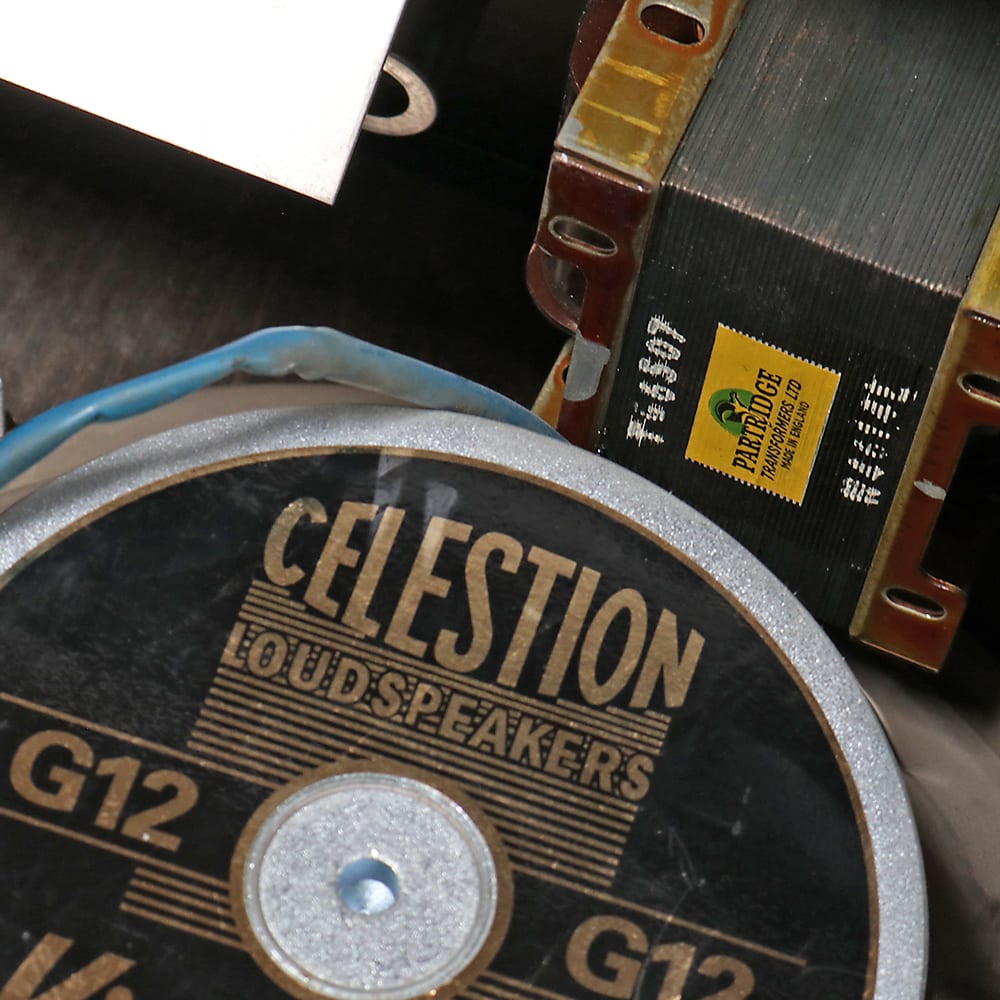 CELESTION
LOUDSPEAKERS
G12
G12
PARTRIDGE
TRANSFORMERS LTD
MADE IN ENGLAND